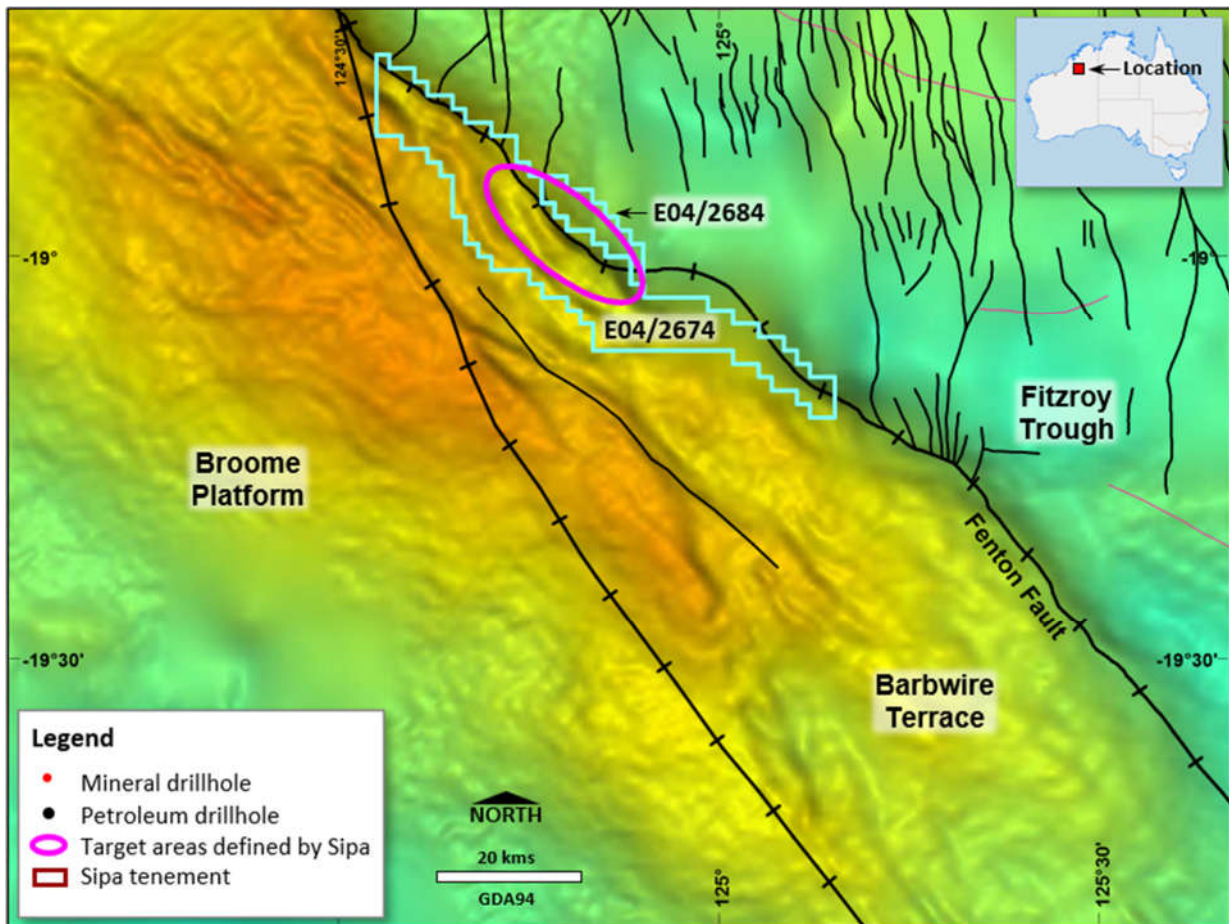 124°30'
125°
Location
E04/2684
-19°
-19°
E04/2674
Fitzroy
Trough
Broome
Platform
Fenton Fault
-19°30'
-19°30'
Barbwire
Terrace
Legend
Mineral drillhole
Petroleum drillhole
Target areas defined by Sipa
Sipa tenement
NORTH
20 kms
GDA94
125°
125°30'